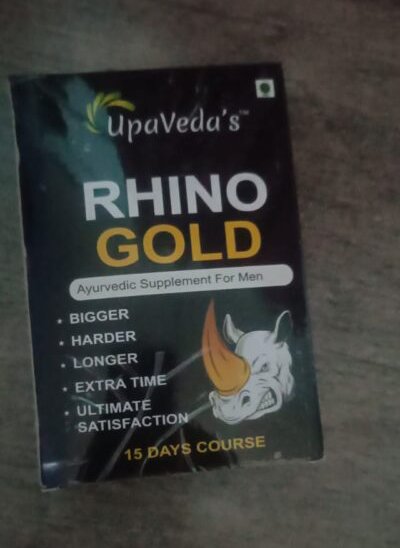 UpaVeda's™
RHINO
GOLD
Ayurvedic Supplement For Men
• BIGGER
• HARDER
• LONGER
• EXTRA TIME
• ULTIMATE
SATISFACTION
15 DAYS COURSE